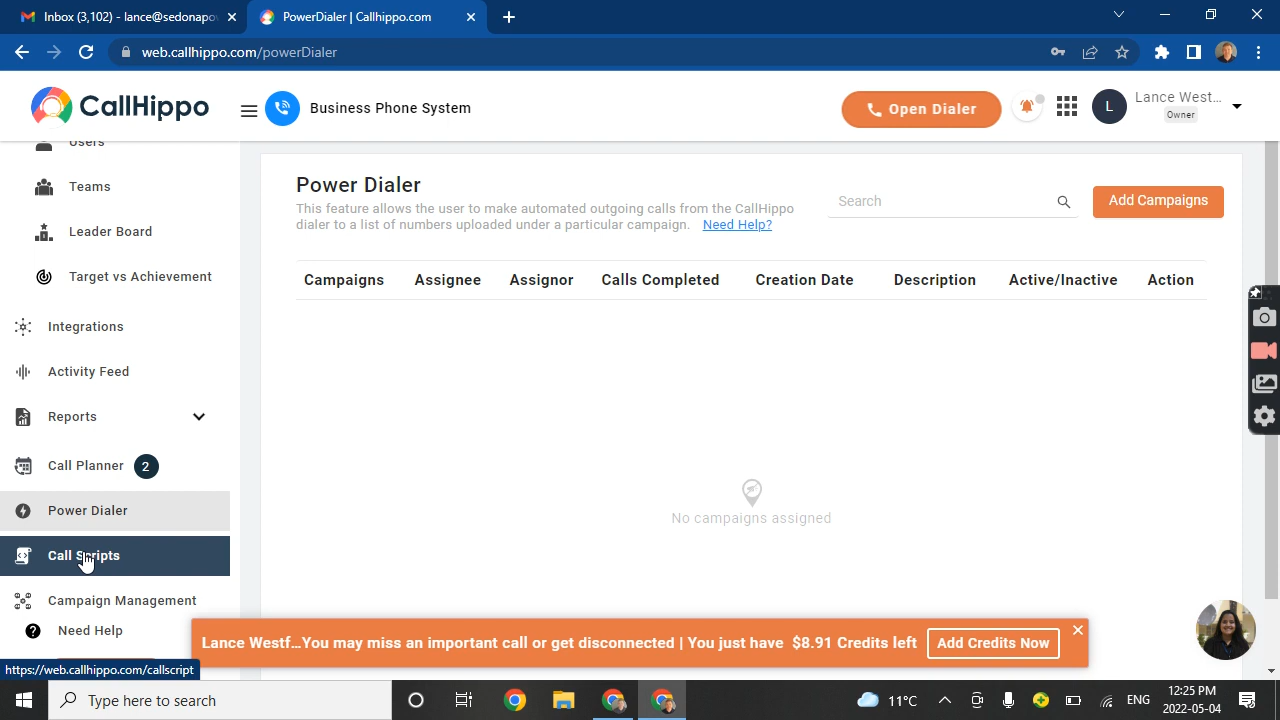 Inbox (3,102) - lance@sedonapo
PowerDialer | Callhippo.com
web.callhippo.com/powerDialer
CallHippo
Business Phone System
Open Dialer
L
Lance West...
Owner
Users
Teams
Leader Board
Target vs Achievement
Integrations
Activity Feed
Reports
Call Planner 2
Power Dialer
Call Scripts
Campaign Management
Need Help
Power Dialer
This feature allows the user to make automated outgoing calls from the CallHippo
dialer to a list of numbers uploaded under a particular campaign. Need Help?
Search
Add Campaigns
Campaigns Assignee Assignor Calls Completed Creation Date Description Active/Inactive Action
No campaigns assigned
Lance Westf...You may miss an important call or get disconnected | You just have $8.91 Credits left Add Credits Now
https://web.callhippo.com/callscript
Type here to search
11°C
ENG
12:25 PM
2022-05-04